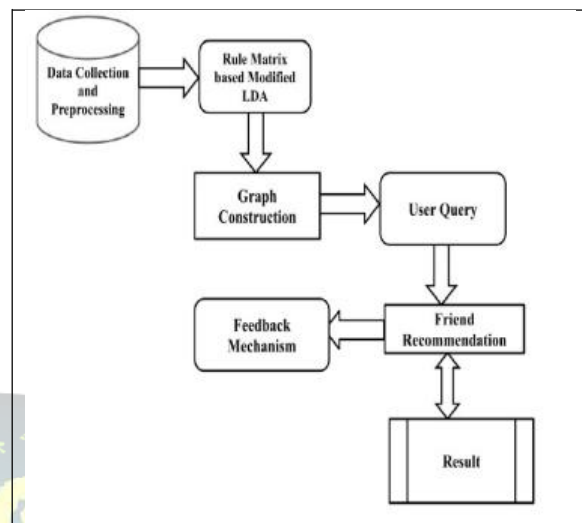 Data Collection
and
Preprocessing
Rule Matrix
based Modified
LDA
Graph
Construction
User Query
Feedback
Mechanism
Friend
Recommendation
Result